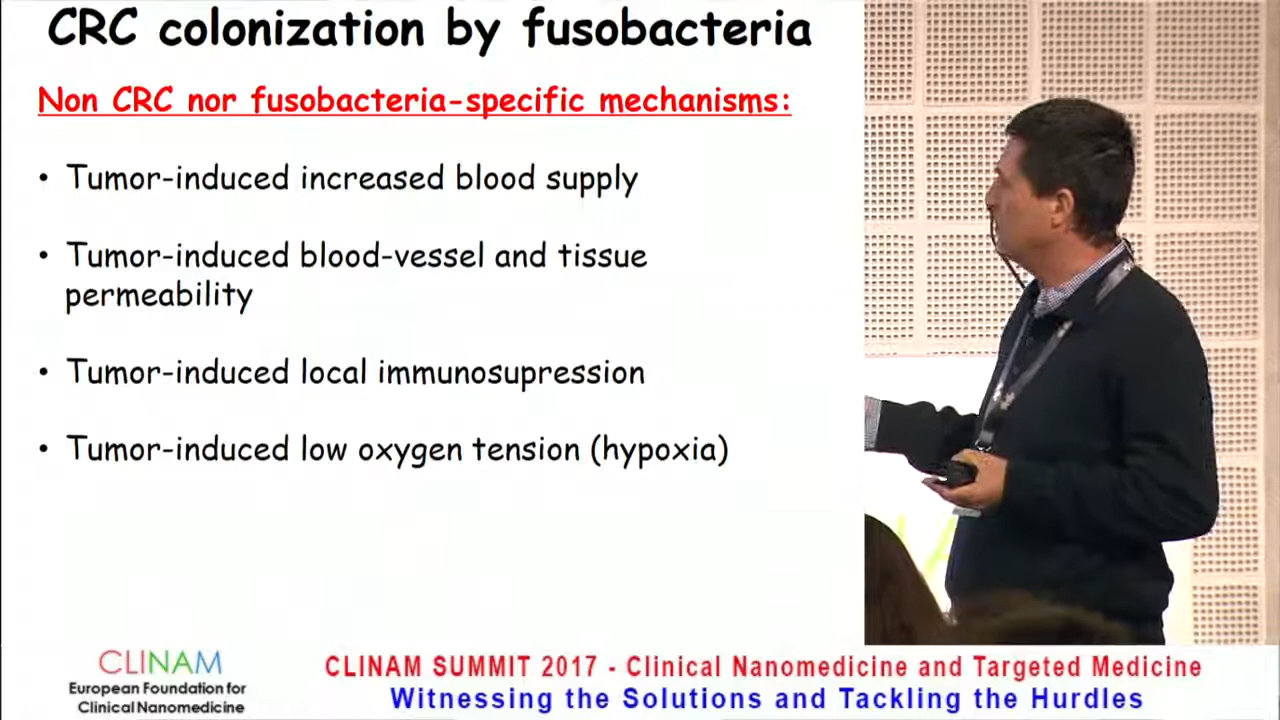 CRC colonization by fusobacteria
Non CRC nor fusobacteria-specific mechanisms:
• Tumor-induced increased blood supply
• Tumor-induced blood-vessel and tissue
permeability
• Tumor-induced local immunosupression
• Tumor-induced low oxygen tension (hypoxia)
CLINAM
European Foundation for
Clinical Nanomedicine
CLINAM SUMMIT 2017 - Clinical Nanomedicine and Targeted Medicine
Witnessing the Solutions and Tackling the Hurdles